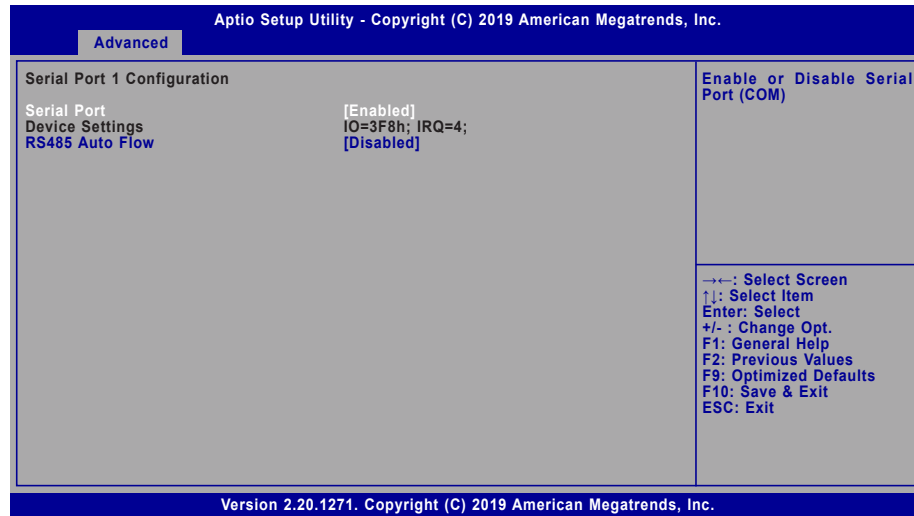 Aptio Setup Utility - Copyright (C) 2019 American Megatrends, Inc.
Advanced
Serial Port 1 Configuration
Serial Port [Enabled]
Device Settings IO=3F8h; IRQ=4;
RS485 Auto Flow [Disabled]
Enable or Disable Serial
Port (COM)
→←: Select Screen
↑↓: Select Item
Enter: Select
+/- : Change Opt.
F1: General Help
F2: Previous Values
F9: Optimized Defaults
F10: Save & Exit
ESC: Exit
Version 2.20.1271. Copyright (C) 2019 American Megatrends, Inc.